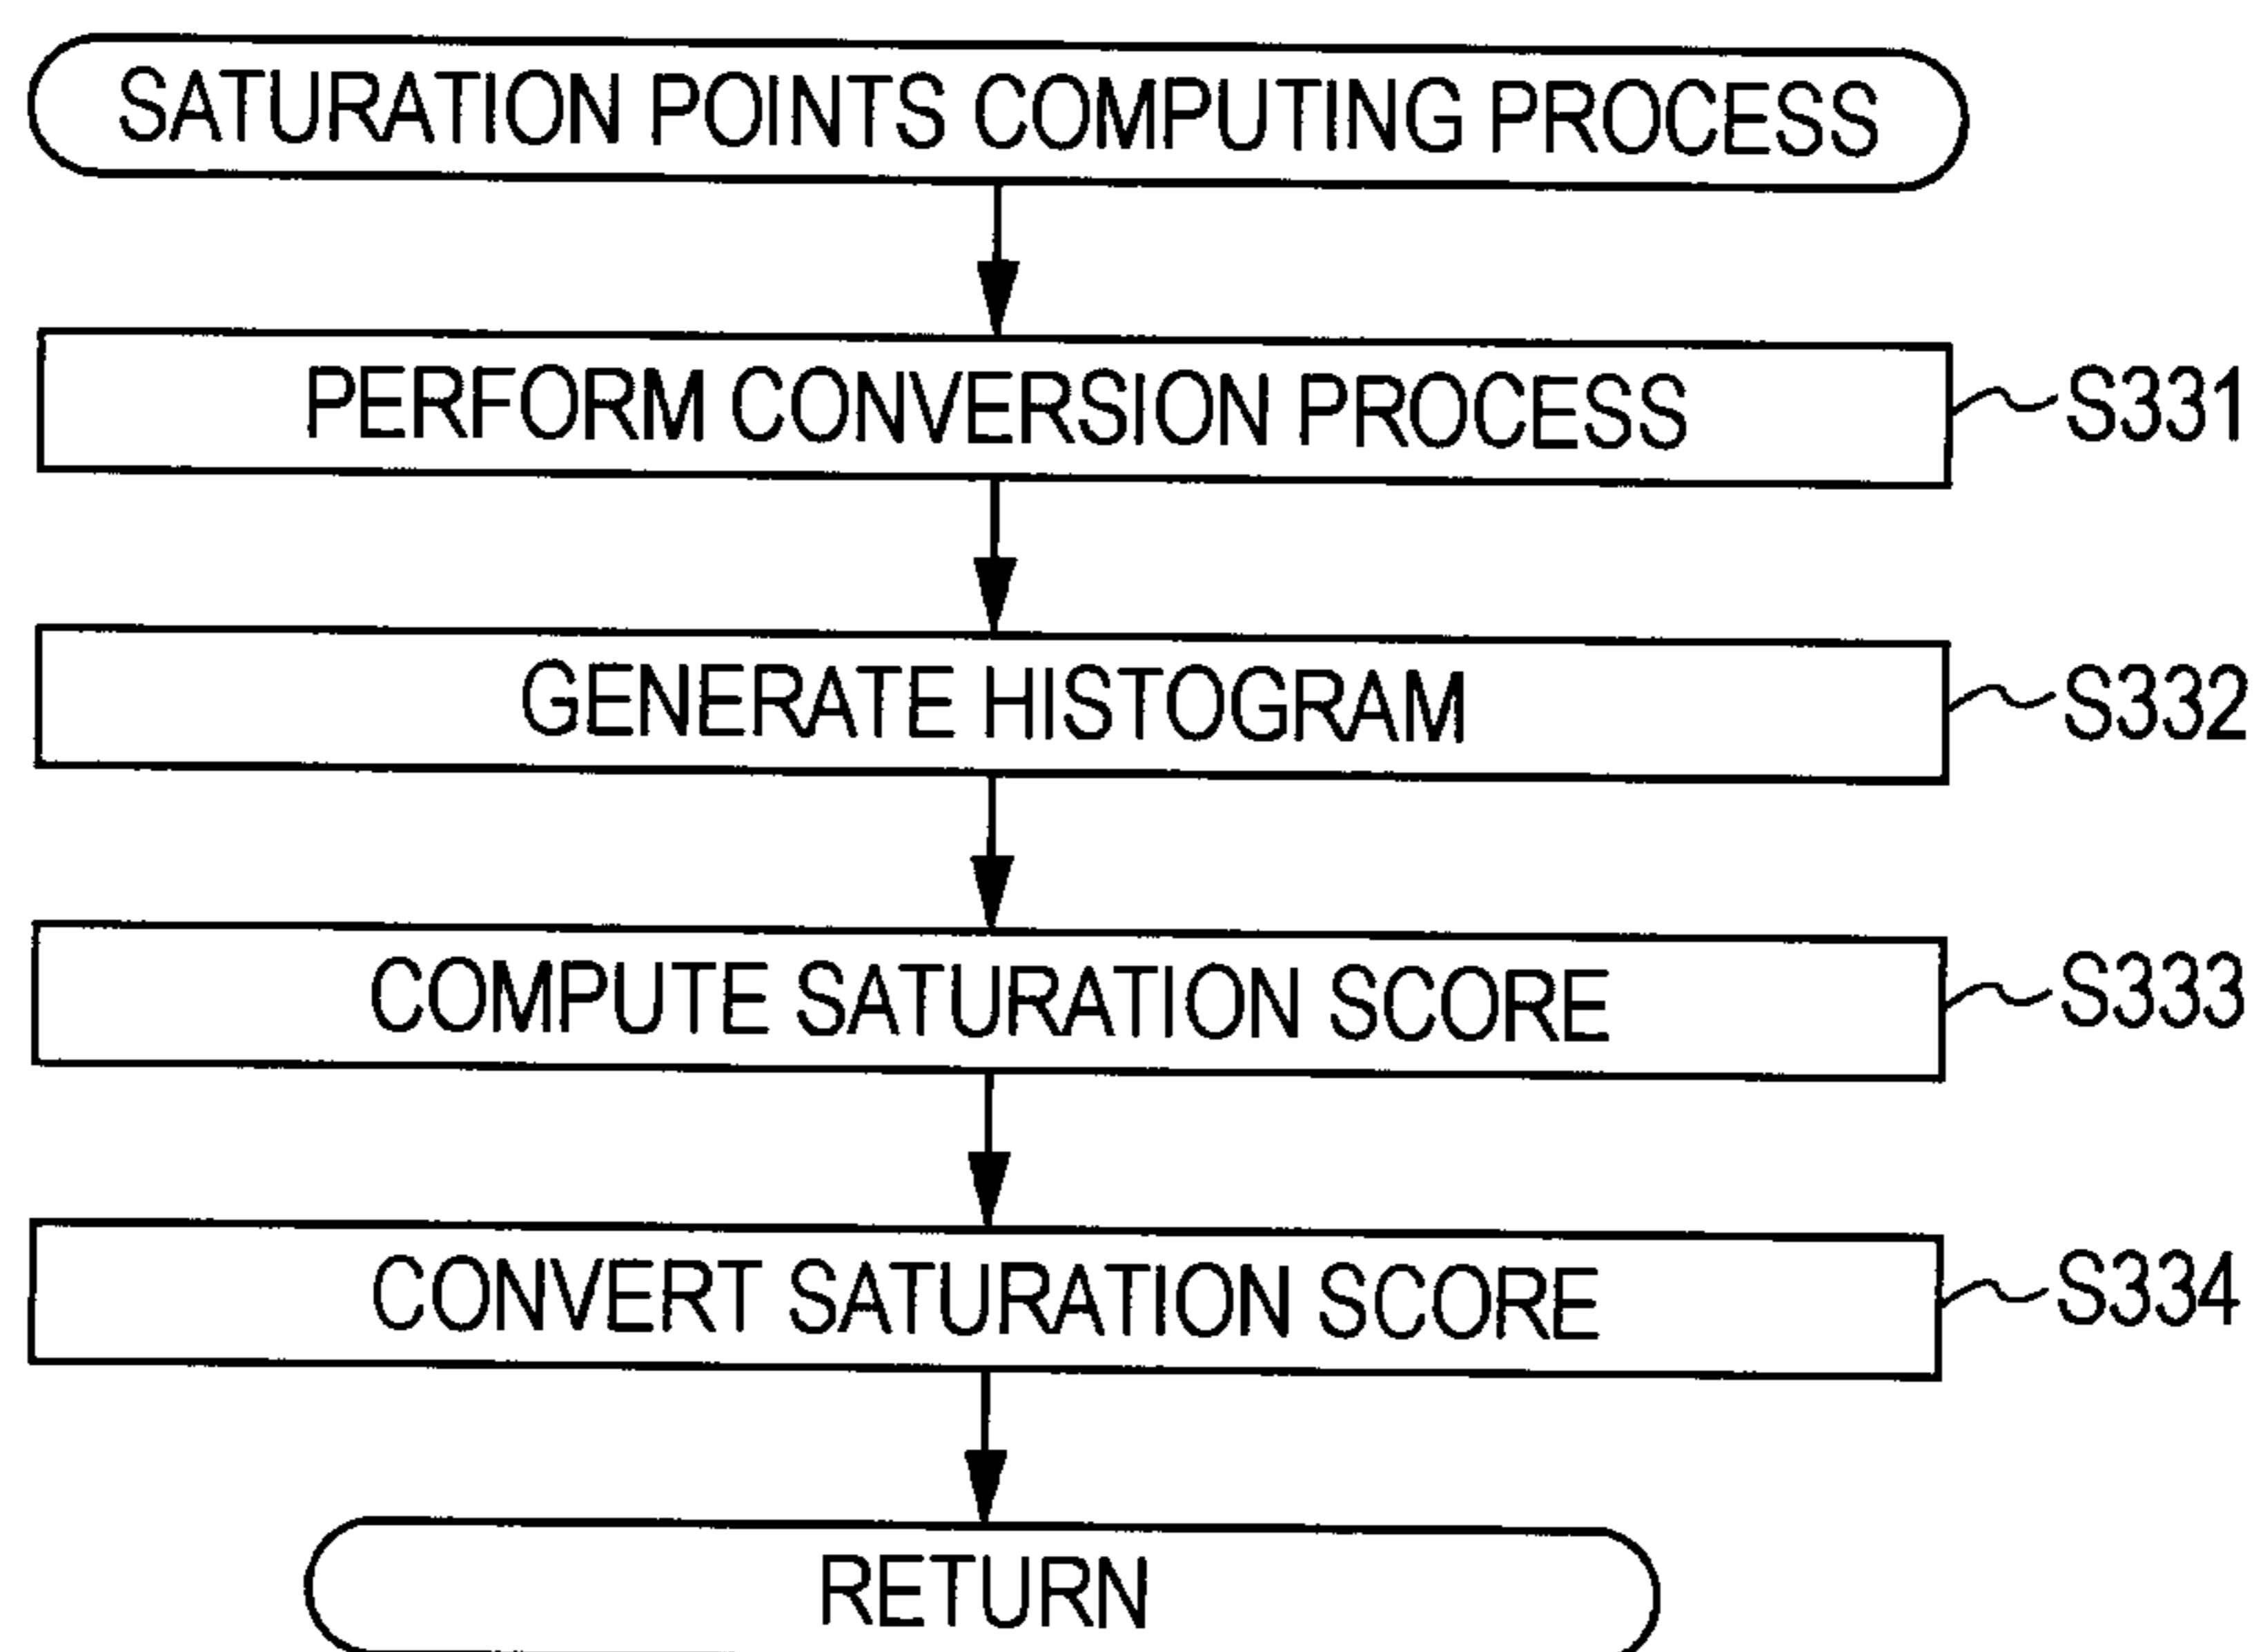 SATURATION POINTS COMPUTING PROCESS
PERFORM CONVERSION PROCESS
S331
GENERATE HISTOGRAM
S332
COMPUTE SATURATION SCORE
S333
CONVERT SATURATION SCORE
S334
RETURN